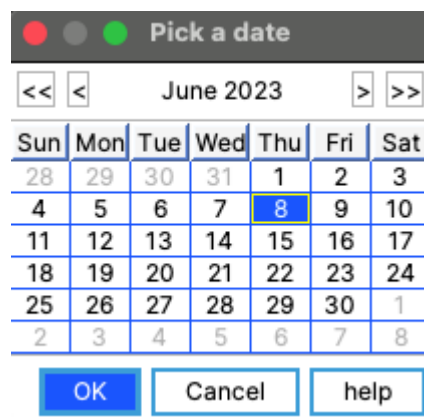 Pick a date
<< < June 2023 > >>
Sun Mon Tue Wed Thu Fri Sat
28 29 30 31 1 2 3
4 5 6 7 8 9 10
11 12 13 14 15 16 17
18 19 20 21 22 23 24
25 26 27 28 29 30 1
2 3 4 5 6 7 8
OK Cancel help